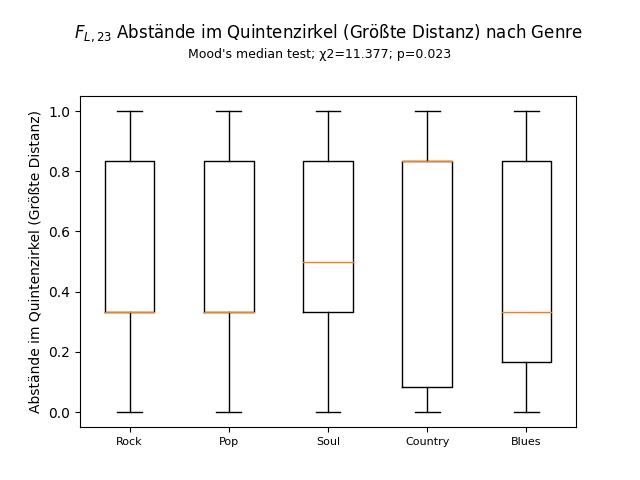 F_{L,23} Abstände im Quintenzirkel (Größte Distanz) nach Genre
Mood's median test; χ2=11.377; p=0.023
Abstände im Quintenzirkel (Größte Distanz)
1.0
0.8
0.6
0.4
0.2
0.0
Rock Pop Soul Country Blues